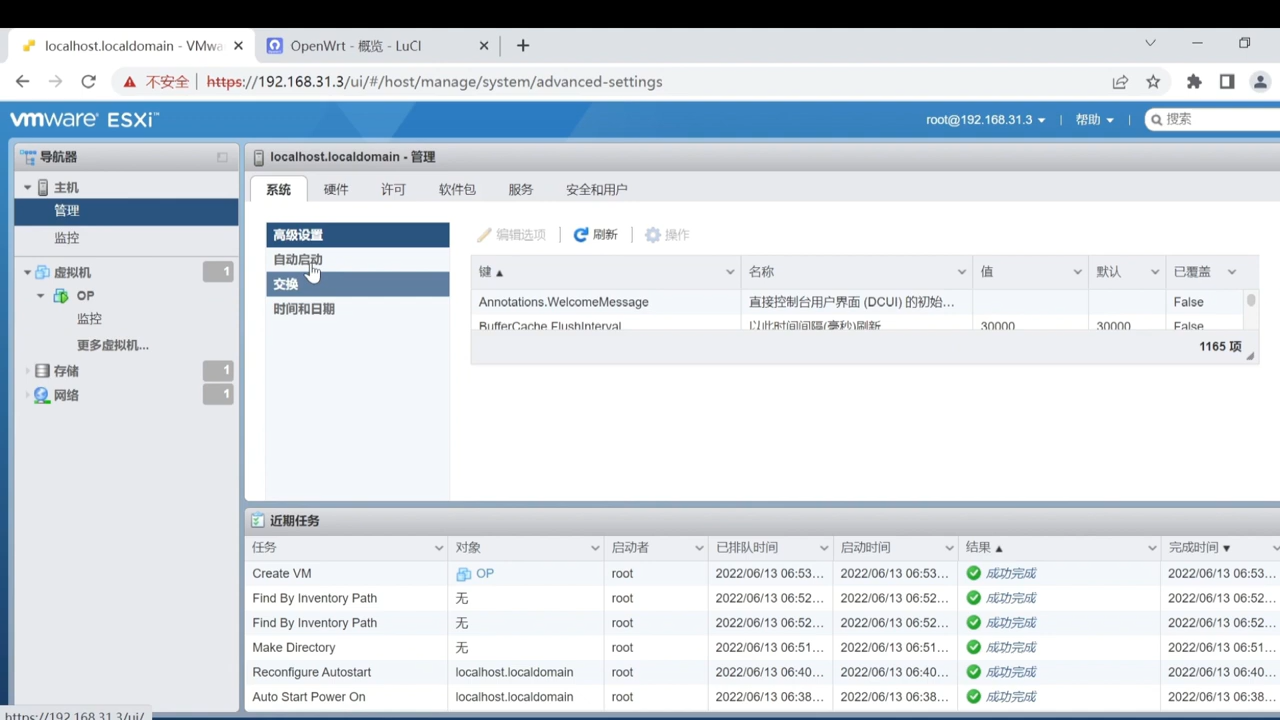 localhost.localdomain - VMwa
OpenWrt - 概览 - LuCI
不安全 | https://192.168.31.3/ui/#/host/manage/system/advanced-settings
vmware ESXi™
root@192.168.31.3
帮助
搜索
导航器
主机
管理
监控
虚拟机 1
OP
监控
更多虚拟机...
存储 1
网络 1
localhost.localdomain - 管理
系统 硬件 许可 软件包 服务 安全和用户
高级设置
自动启动
交换
时间和日期
编辑选项 刷新 操作
键 名称 值 默认 已覆盖
Annotations.WelcomeMessage 直接控制台用户界面 (DCUI) 的初始... False
BufferCache.FlushInterval 以此时间间隔(毫秒)刷新 30000 30000 False
1165 项
近期任务
任务 对象 启动者 已排队时间 启动时间 结果 完成时间
Create VM OP root 2022/06/13 06:53... 2022/06/13 06:53... 成功完成 2022/06/13 06:53...
Find By Inventory Path 无 root 2022/06/13 06:52... 2022/06/13 06:52... 成功完成 2022/06/13 06:52...
Find By Inventory Path 无 root 2022/06/13 06:52... 2022/06/13 06:52... 成功完成 2022/06/13 06:52...
Make Directory 无 root 2022/06/13 06:51... 2022/06/13 06:51... 成功完成 2022/06/13 06:51...
Reconfigure Autostart localhost.localdomain root 2022/06/13 06:40... 2022/06/13 06:40... 成功完成 2022/06/13 06:40...
Auto Start Power On localhost.localdomain root 2022/06/13 06:38... 2022/06/13 06:38... 成功完成 2022/06/13 06:38...
https://192.168.31.3/ui/